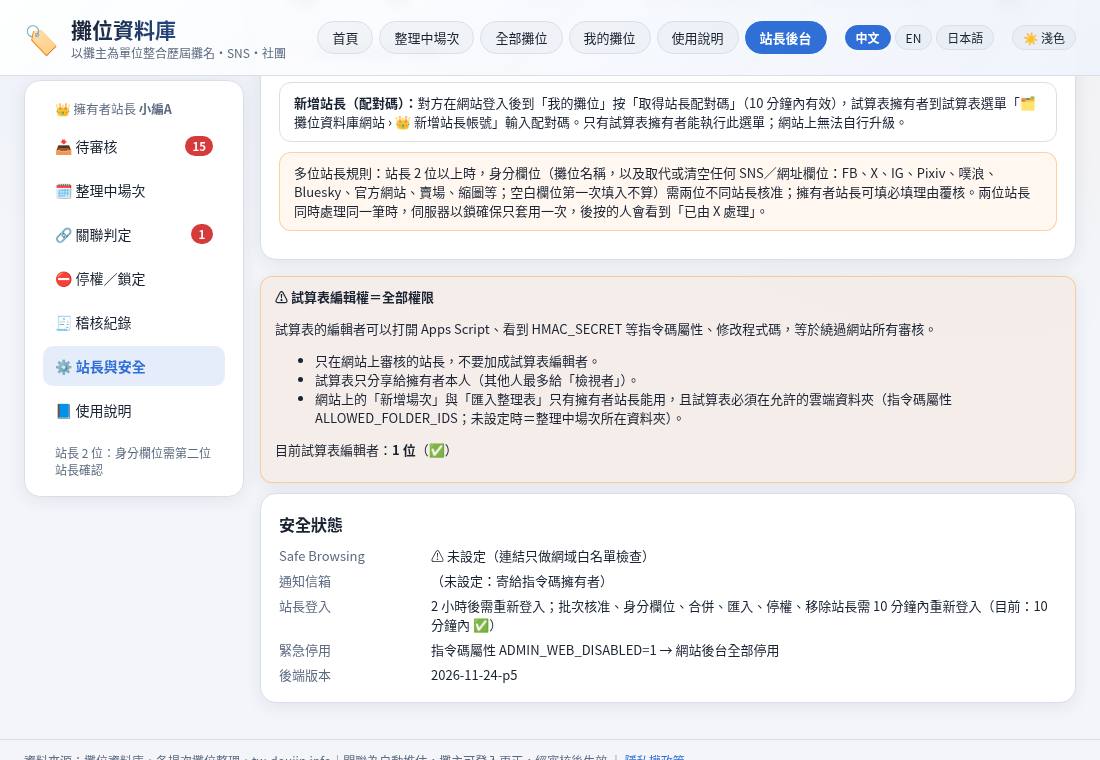 攤位資料庫
以攤主為單位整合歷屆攤名・SNS・社團
首頁
整理中場次
全部攤位
我的攤位
使用說明
站長後台
中文
EN
日本語
☀️ 淺色
👑 擁有者站長 小編A
📥 待審核 15
🗓️ 整理中場次
🔗 關聯判定 1
⛔ 停權／鎖定
🧾 稽核紀錄
⚙️ 站長與安全
📘 使用說明
站長 2 位：身分欄位需第二位
站長確認
新增站長（配對碼）：對方在網站登入後到「我的攤位」按「取得站長配對碼」（10 分鐘內有效），試算表擁有者到試算表選單「🗂️
攤位資料庫網站 › 👑 新增站長帳號」輸入配對碼。只有試算表擁有者能執行此選單；網站上無法自行升級。
多位站長規則：站長 2 位以上時，身分欄位（攤位名稱，以及取代或清空任何 SNS／網址欄位：FB、X、IG、Pixiv、噗浪、
Bluesky、官方網站、賣場、縮圖等；空白欄位第一次填入不算）需兩位不同站長核准；擁有者站長可填必填理由覆核。兩位站長
同時處理同一筆時，伺服器以鎖確保只套用一次，後按的人會看到「已由 X 處理」。
⚠ 試算表編輯權＝全部權限
試算表的編輯者可以打開 Apps Script、看到 HMAC_SECRET 等指令碼屬性、修改程式碼，等於繞過網站所有審核。
• 只在網站上審核的站長，不要加成試算表編輯者。
• 試算表只分享給擁有者本人（其他人最多給「檢視者」）。
• 網站上的「新增場次」與「匯入整理表」只有擁有者站長能用，且試算表必須在允許的雲端資料夾（指令碼屬性
ALLOWED_FOLDER_IDS；未設定時＝整理中場次所在資料夾）。
目前試算表編輯者：1 位（✅）
安全狀態
Safe Browsing ⚠ 未設定（連結只做網域白名單檢查）
通知信箱 （未設定：寄給指令碼擁有者）
站長登入 2 小時後需重新登入；批次核准、身分欄位、合併、匯入、停權、移除站長需 10 分鐘內重新登入（目前：10
分鐘內 ✅）
緊急停用 指令碼屬性 ADMIN_WEB_DISABLED=1 → 網站後台全部停用
後端版本 2026-11-24-p5